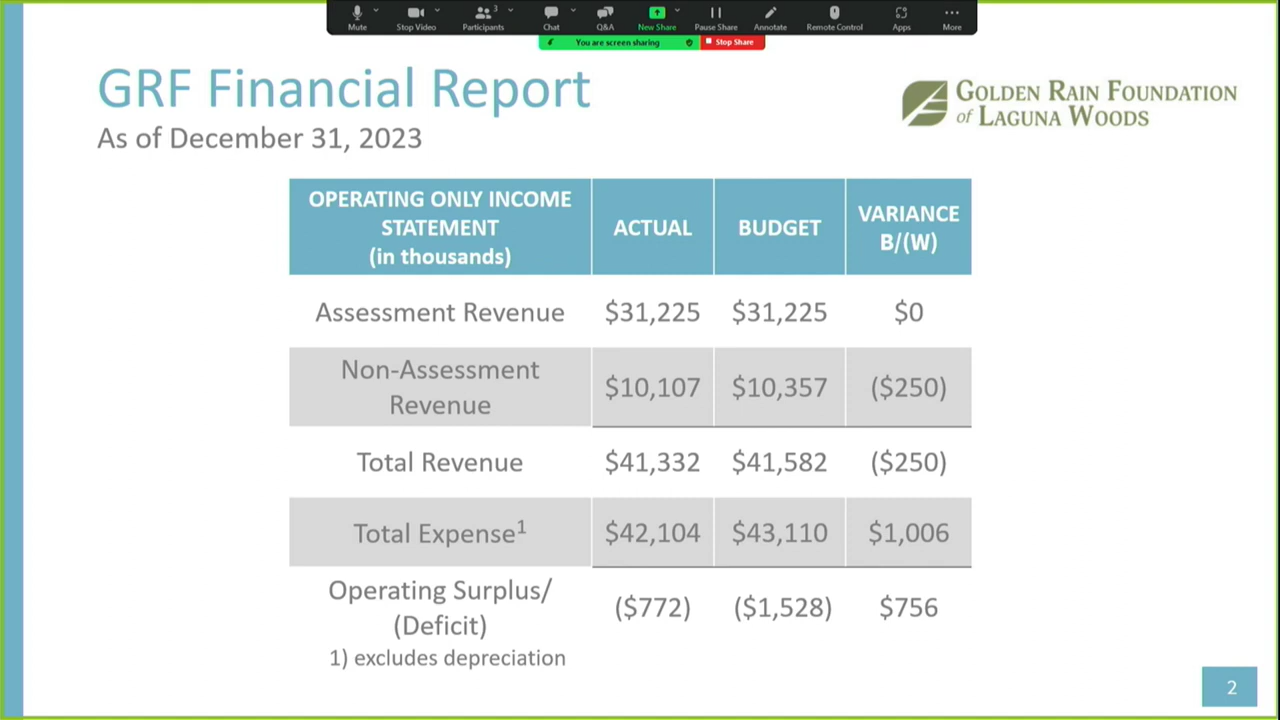 Mute
Stop Video
Participants
3
Chat
Q&A
New Share
Pause Share
Annotate
Remote Control
Apps
More
You are screen sharing
Stop Share
GRF Financial Report
As of December 31, 2023
GOLDEN RAIN FOUNDATION
of LAGUNA WOODS
OPERATING ONLY INCOME
STATEMENT
(in thousands)
ACTUAL
BUDGET
VARIANCE
B/(W)
Assessment Revenue $31,225 $31,225 $0
Non-Assessment
Revenue
$10,107 $10,357 ($250)
Total Revenue $41,332 $41,582 ($250)
Total Expense¹ $42,104 $43,110 $1,006
Operating Surplus/
(Deficit)
($772) ($1,528) $756
1) excludes depreciation
2